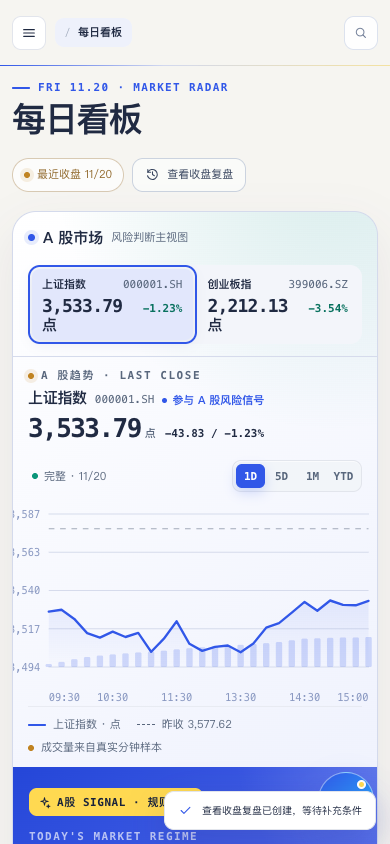 / 每日看板
FRI 11.20 · MARKET RADAR
每日看板
最近收盘 11/20
查看收盘复盘
A 股市场 风险判断主视图
上证指数 000001.SH
3,533.79 点 -1.23%
创业板指 399006.SZ
2,212.13 点 -3.54%
A 股趋势 · LAST CLOSE
上证指数 000001.SH 参与 A 股风险信号
3,533.79 点 -43.83 / -1.23%
完整 · 11/20
1D 5D 1M YTD
3,587
3,563
3,540
3,517
3,494
09:30 10:30 11:30 13:30 14:30 15:00
上证指数 · 点 昨收 3,577.62
成交量来自真实分钟样本
A股 SIGNAL · 规
查看收盘复盘已创建，等待补充条件
TODAY'S MARKET REGIME